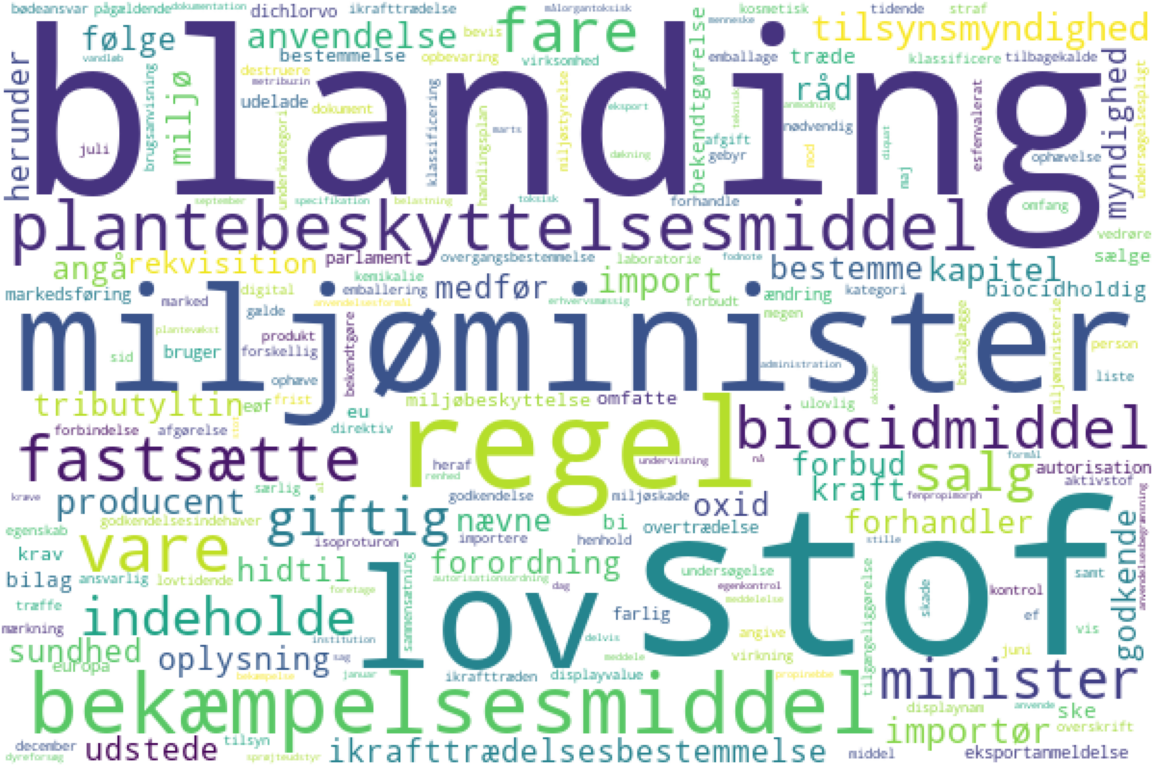 bødeansvar pågældende dokumentation dichlorvo ikrafttrædelse målorgantoksisk menneske kosmetisk tidende straf
følge anvendelse bevis fare tilsynsmyndighed
vandløb bestemmelse opbevaring virksomhed emballage træde klassificere tilbagekalde
herunder blanding myndighed
miljø destruere metribuzin udelade dokument eksport råd anmodning
brugsanvisning underkategori klassificering handlingsplan miljøstyrelse bekendtgørelse teknisk nødvendig esfenvalerat undersøgelsespligt
juli marts afgift gebyr mod diquat maj ophævelse
september specifikation belastning toksisk forhandle omfang
plantebeskyttelsesmiddel vedrøre
angå rekvisition parlament overgangsbestemmelse laboratorie fodnote bestemme kapitel sælge
markedsføring digital kemikalie emballering medfør import ændring kategori biocidholdig
marked gælde anvendelsesformål erhvervsmæssig forbudt megen
miljøminister
plantevækst produkt bekendtgøre beslaglægge
sid bruger forskellig miljøministerie person
ophæve administration oktober liste
tributyltin eøf frist eu miljøbeskyttelse omfatte ulovlig
forbindelse afgørelse direktiv regel biocidmiddel
fastsætte heraf undervisning nå forbud salg formål autorisation
kræve særlig renhed godkendelse miljøskade kraft fenpropimorph aktivstof
producent giftig nævne bi oxid forhandler
egenskab godkendelsesindehaver isoproturon importere henhold overtrædelse stille anvendelsesbegrænsning
krav vare forordning stof godkende
bilag ansvarlig lovtidende hidtil autorisationsordning undersøgelse samt
træffe foretage sammensætning dag egenkontrol kontrol
mærkning indeholde lov farlig meddelelse tilgængeliggørelse skade ef
institution angive vis
sundhed europa oplysning sag delvis virkning juni
bekæmpelse januar meddele ikrafttræden displayvalue propinebbe minister
bekæmpelsesmiddel displaynam anvende ske
importør overskrift
december udstede tilsyn ikrafttrædelsesbestemmelse middel eksportanmeldelse
dyreforsøg sprøjteudstyr